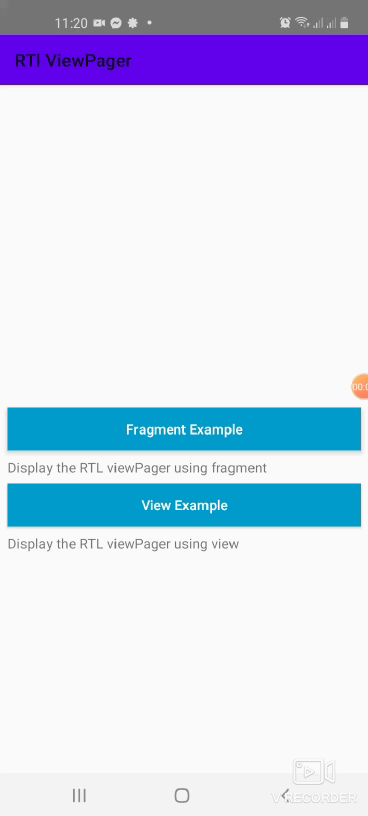 11:20
RTl ViewPager
00:0
Fragment Example
Display the RTL viewPager using fragment
View Example
Display the RTL viewPager using view
V RECORDER